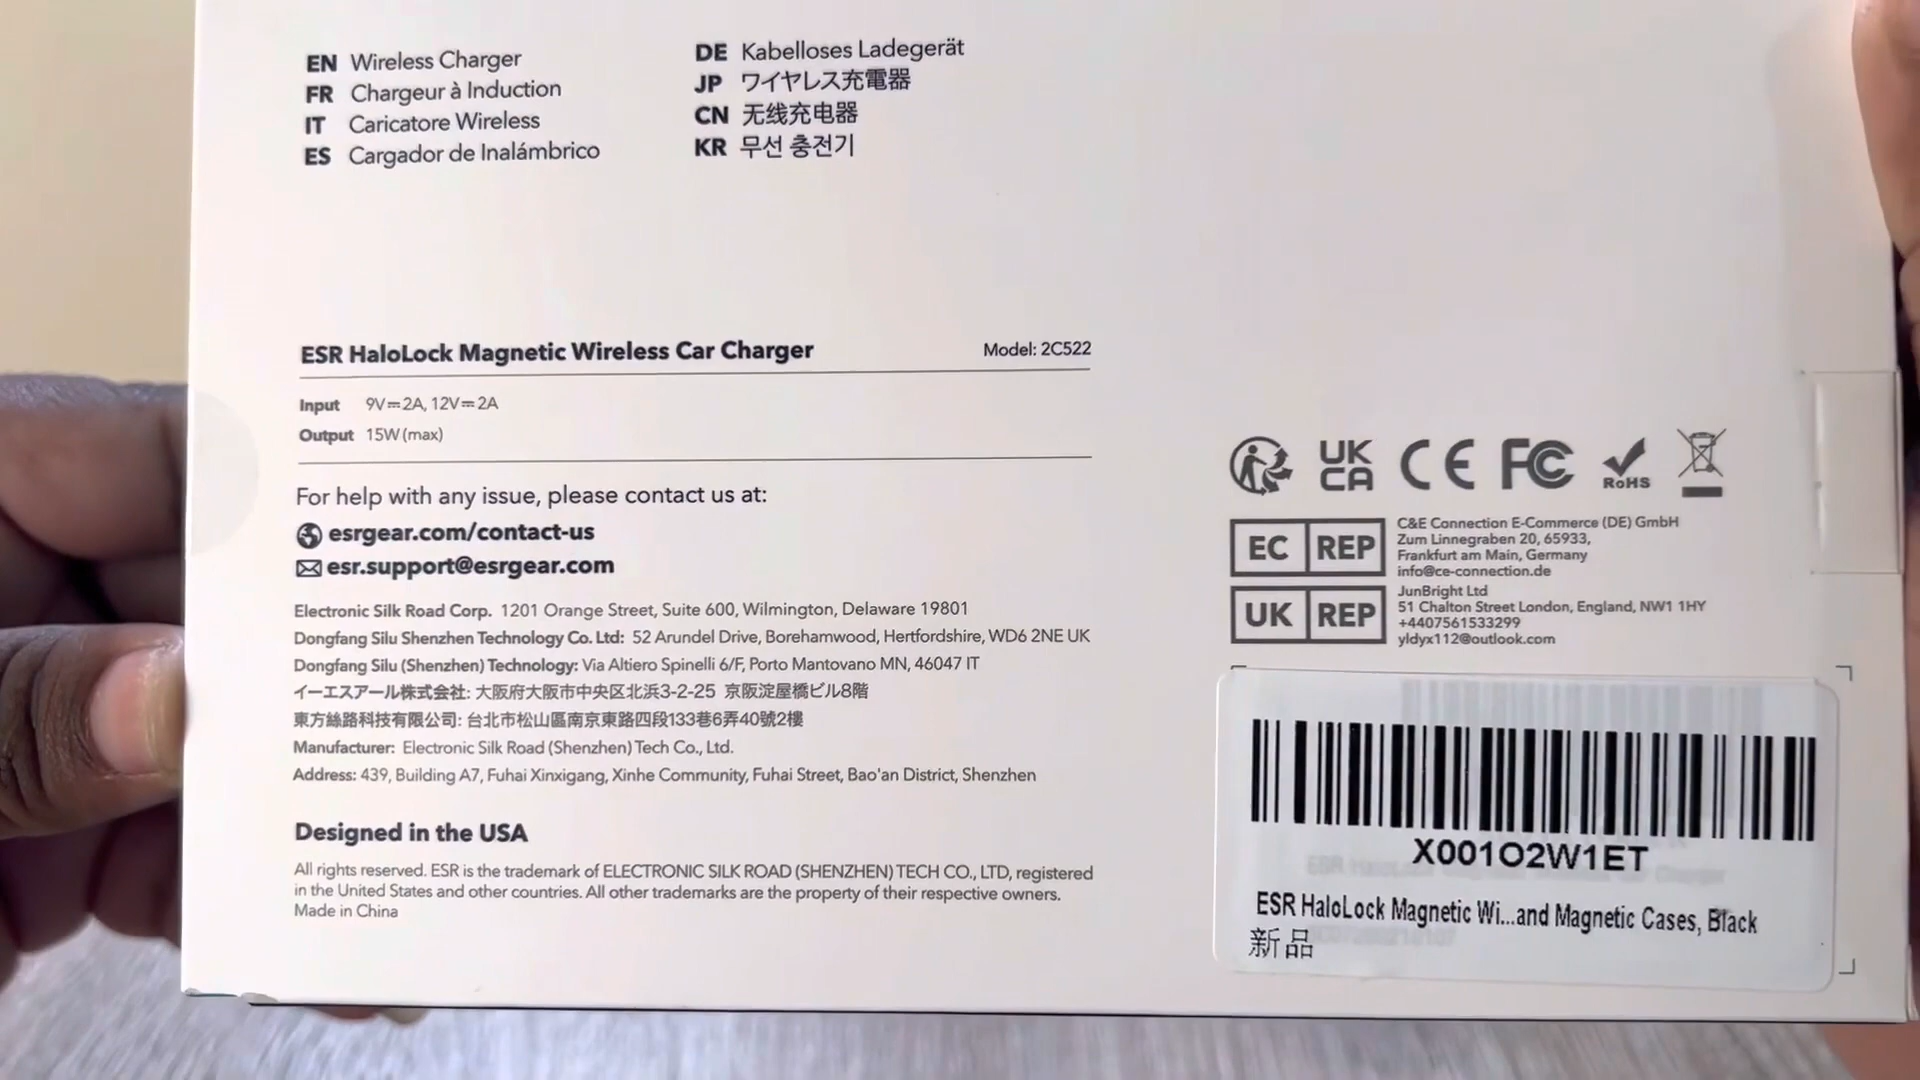 EN Wireless Charger
FR Chargeur à Induction
IT Caricatore Wireless
ES Cargador de Inalámbrico
DE Kabelloses Ladegerät
JP ワイヤレス充電器
CN 无线充电器
KR 무선 충전기
ESR HaloLock Magnetic Wireless Car Charger Model: 2C522
Input 9V⎓2A, 12V⎓2A
Output 15W(max)
For help with any issue, please contact us at:
esrgear.com/contact-us
esr.support@esrgear.com
Electronic Silk Road Corp. 1201 Orange Street, Suite 600, Wilmington, Delaware 19801
Dongfang Silu Shenzhen Technology Co. Ltd: 52 Arundel Drive, Borehamwood, Hertfordshire, WD6 2NE UK
Dongfang Silu (Shenzhen) Technology: Via Altiero Spinelli 6/F, Porto Mantovano MN, 46047 IT
イーエスアール株式会社: 大阪府大阪市中央区北浜3-2-25 京阪淀屋橋ビル8階
東方絲路科技有限公司: 台北市松山區南京東路四段133巷6弄40號2樓
Manufacturer: Electronic Silk Road (Shenzhen) Tech Co., Ltd.
Address: 439, Building A7, Fuhai Xinxigang, Xinhe Community, Fuhai Street, Bao'an District, Shenzhen
Designed in the USA
All rights reserved. ESR is the trademark of ELECTRONIC SILK ROAD (SHENZHEN) TECH CO., LTD, registered
in the United States and other countries. All other trademarks are the property of their respective owners.
Made in China
UK
CA CE FC RoHS
EC REP
C&E Connection E-Commerce (DE) GmbH
Zum Linnegraben 20, 65933,
Frankfurt am Main, Germany
info@ce-connection.de
UK REP
JunBright Ltd
51 Chalton Street London, England, NW1 1HY
+4407561533299
yldyx112@outlook.com
X001O2W1ET
ESR HaloLock Magnetic Wi...and Magnetic Cases, Black
新品